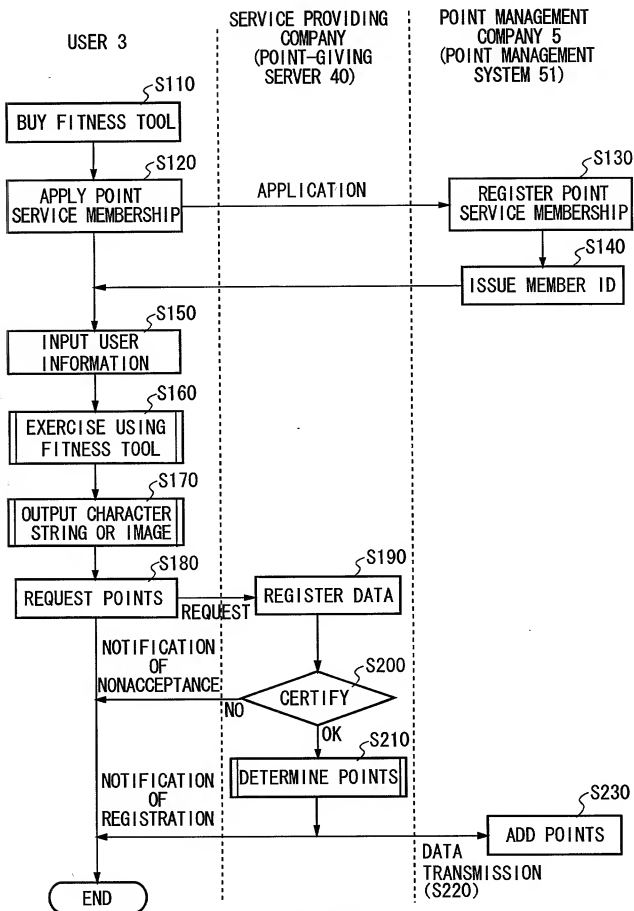 USER 3
SERVICE PROVIDING
COMPANY
(POINT-GIVING
SERVER 40)
POINT MANAGEMENT
COMPANY 5
(POINT MANAGEMENT
SYSTEM 51)
S110
BUY FITNESS TOOL
S120
APPLY POINT
SERVICE MEMBERSHIP
APPLICATION
S130
REGISTER POINT
SERVICE MEMBERSHIP
S140
ISSUE MEMBER ID
S150
INPUT USER
INFORMATION
S160
EXERCISE USING
FITNESS TOOL
S170
OUTPUT CHARACTER
STRING OR IMAGE
S180
REQUEST POINTS
REQUEST
S190
REGISTER DATA
NOTIFICATION
OF
NONACCEPTANCE
S200
CERTIFY
NO
OK
S210
DETERMINE POINTS
NOTIFICATION
OF
REGISTRATION
S230
ADD POINTS
DATA
TRANSMISSION
(S220)
END